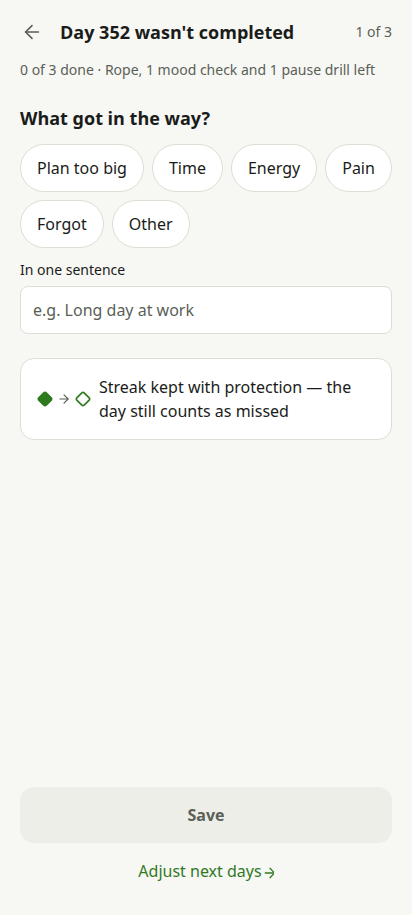 Day 352 wasn't completed
1 of 3
0 of 3 done · Rope, 1 mood check and 1 pause drill left
What got in the way?
Plan too big
Time
Energy
Pain
Forgot
Other
In one sentence
e.g. Long day at work
Streak kept with protection — the
day still counts as missed
Save
Adjust next days